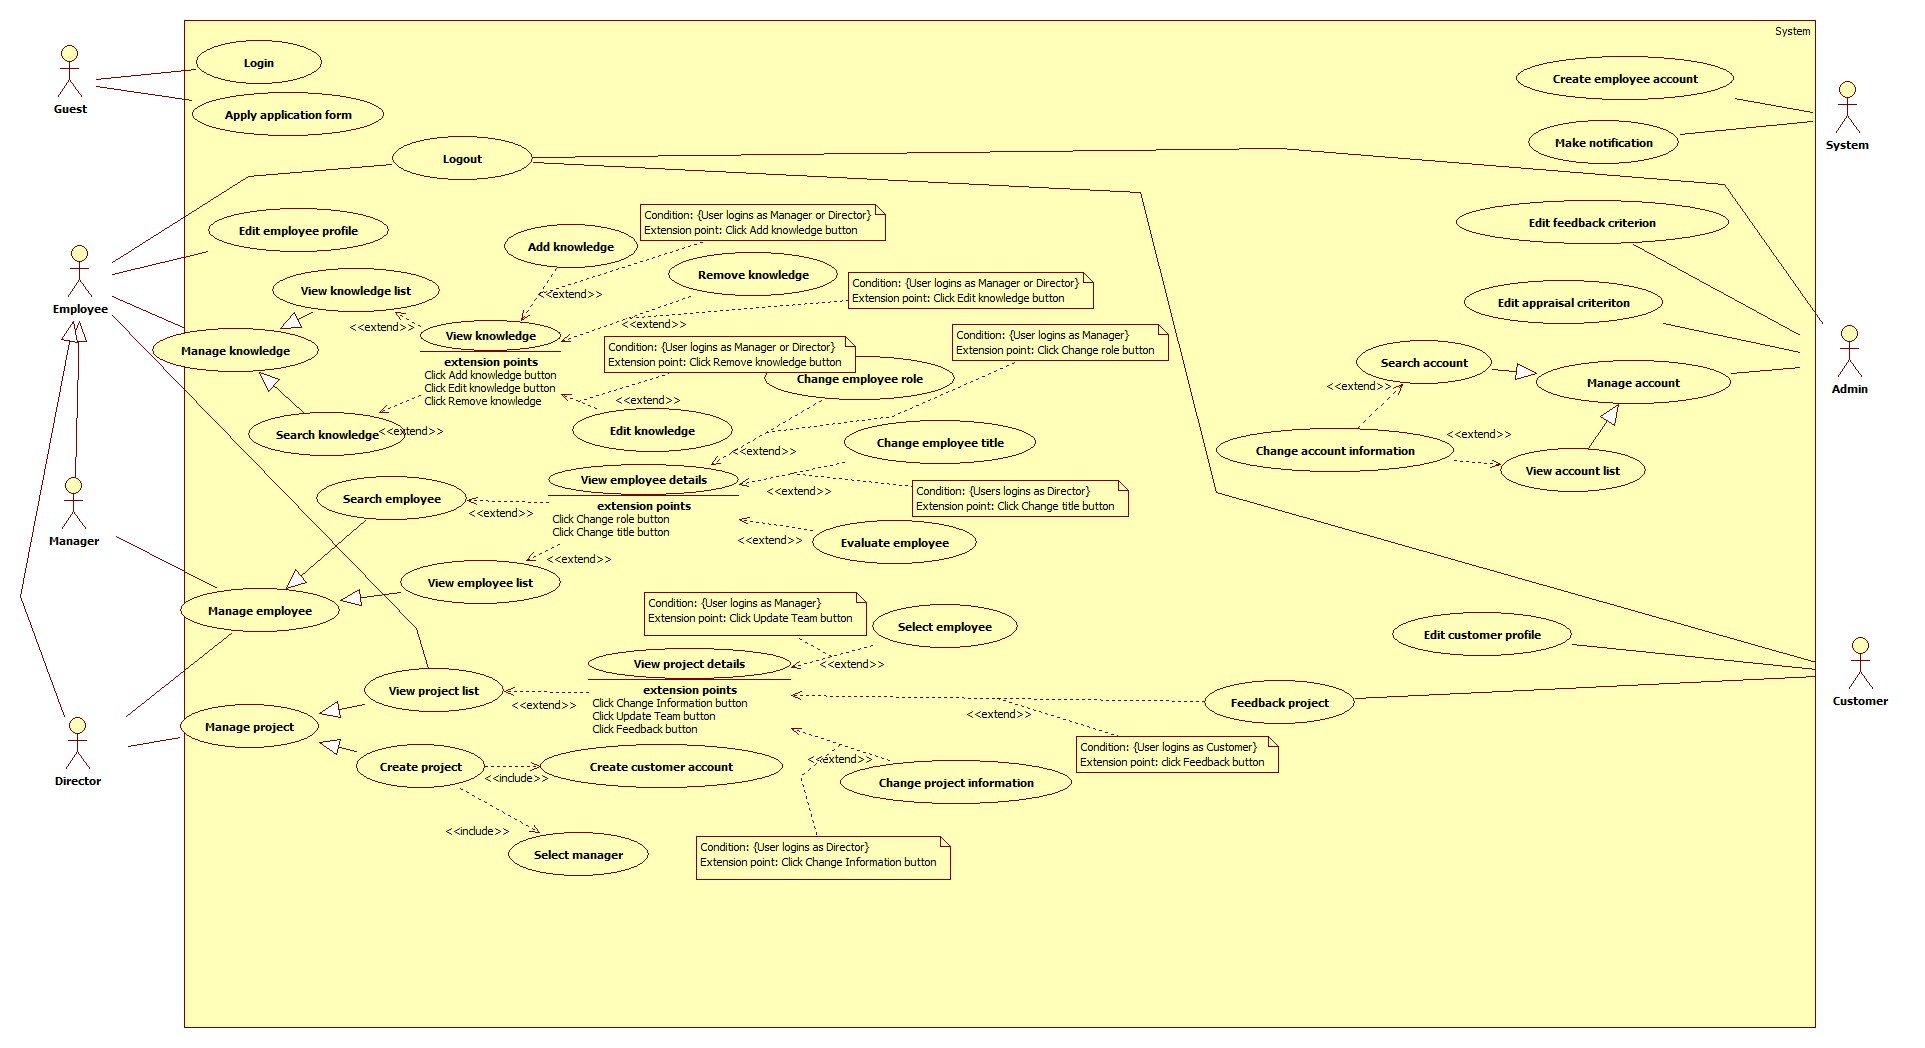 System
Login
Guest
Apply application form
Create employee account
Make notification
System
Logout
Edit employee profile
Employee
Add knowledge
Condition: {User logins as Manager or Director}
Extension point: Click Add knowledge button
Edit feedback criterion
View knowledge list
Remove knowledge
<<extend>>
Condition: {User logins as Manager or Director}
Extension point: Click Edit knowledge button
Edit appraisal criteriton
<<extend>>
<<extend>>
Manage knowledge
View knowledge
extension points
Click Add knowledge button
Click Edit knowledge button
Click Remove knowledge
Condition: {User logins as Manager or Director}
Extension point: Click Remove knowledge button
Condition: {User logins as Manager}
Extension point: Click Change role button
Change employee role
Search account
Manage account
Admin
<<extend>>
<<extend>>
Search knowledge
<<extend>>
Edit knowledge
Change employee title
<<extend>>
Change account information
<<extend>>
View account list
View employee details
extension points
Click Change role button
Click Change title button
Search employee
<<extend>>
<<extend>>
Condition: {Users logins as Director}
Extension point: Click Change title button
Manager
<<extend>>
Evaluate employee
<<extend>>
View employee list
Manage employee
Condition: {User logins as Manager}
Extension point: Click Update Team button
Select employee
Edit customer profile
View project details
extension points
Click Change Information button
Click Update Team button
Click Feedback button
<<extend>>
View project list
<<extend>>
Feedback project
Customer
<<extend>>
Manage project
Director
Create project
<<include>>
Create customer account
<<extend>>
Change project information
Condition: {User logins as Customer}
Extension point: click Feedback button
<<include>>
Select manager
Condition: {User logins as Director}
Extension point: Click Change Information button